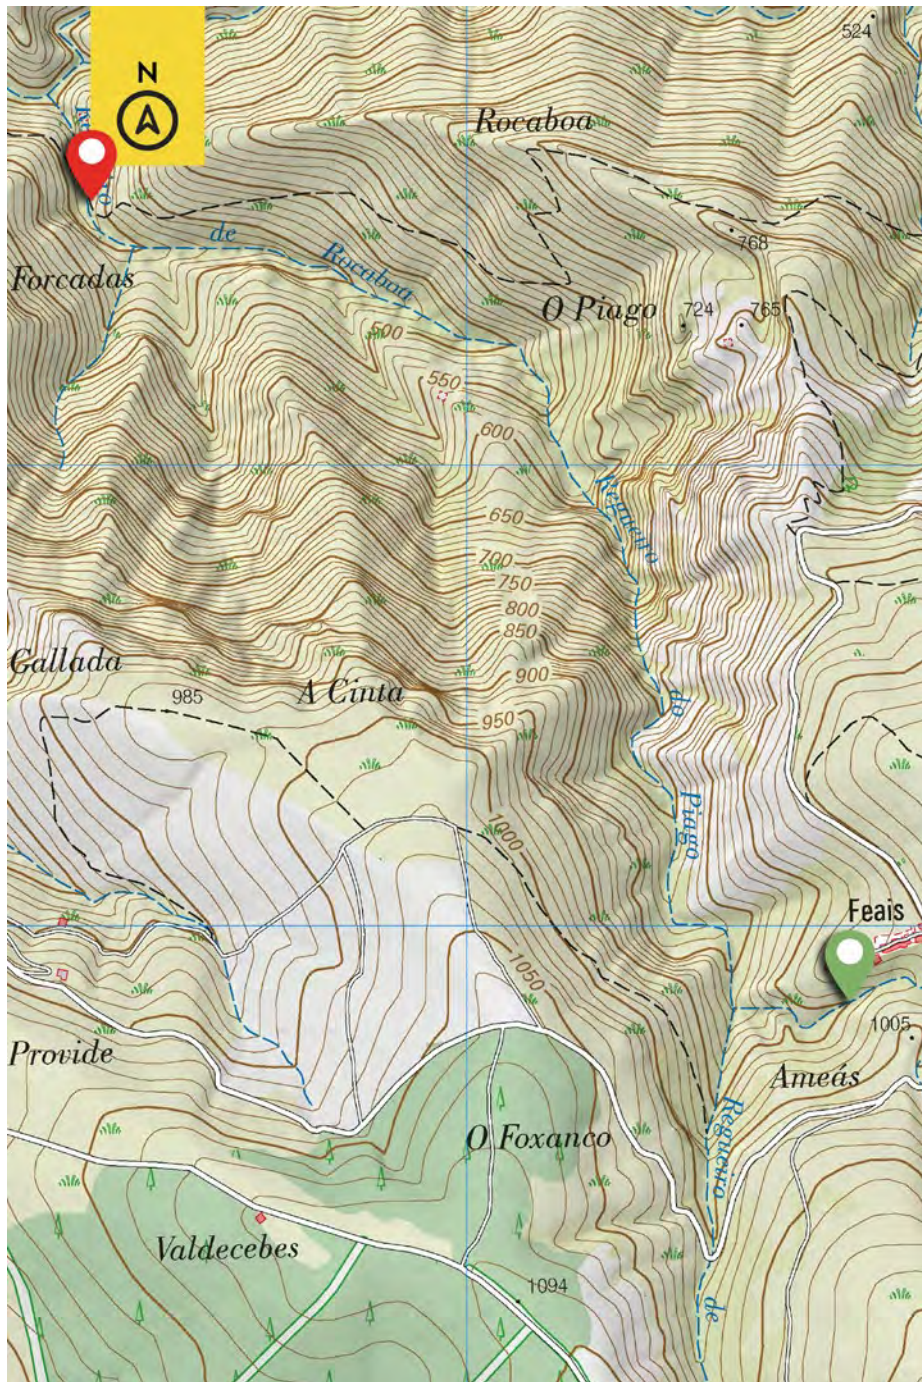 N
524
Rocaboa
768
de
Rocaboa
Forcadas
O Piago
724
765
500
550
600
Regueiro
650
700
750
800
850
900
950
Gallada
985
A Cinta
do
Piago
1000
Feais
1050
1005
Provide
Ameás
Regueiro
O Foxanco
Valdecebes
1094
de